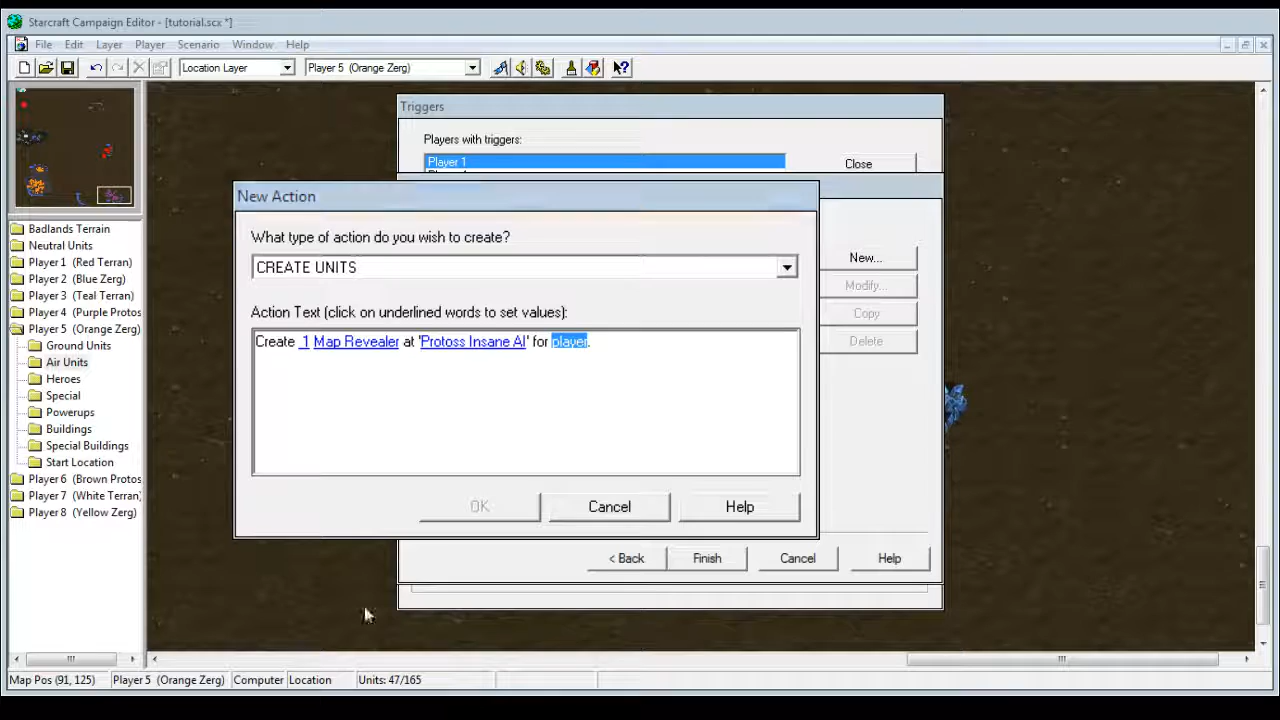 Starcraft Campaign Editor - [tutorial.scx *]
File Edit Layer Player Scenario Window Help
Location Layer Player 5 (Orange Zerg)
Triggers
Players with triggers:
Player 1
Close
New Action
What type of action do you wish to create?
CREATE UNITS
Action Text (click on underlined words to set values):
Create 1 Map Revealer at 'Protoss Insane AI' for player.
OK Cancel Help
New...
Modify...
Copy
Delete
< Back Finish Cancel Help
Badlands Terrain
Neutral Units
Player 1 (Red Terran)
Player 2 (Blue Zerg)
Player 3 (Teal Terran)
Player 4 (Purple Protoss
Player 5 (Orange Zerg)
Ground Units
Air Units
Heroes
Special
Powerups
Buildings
Special Buildings
Start Location
Player 6 (Brown Protos
Player 7 (White Terran)
Player 8 (Yellow Zerg)
Map Pos (91, 125) Player 5 (Orange Zerg) Computer Location Units: 47/165